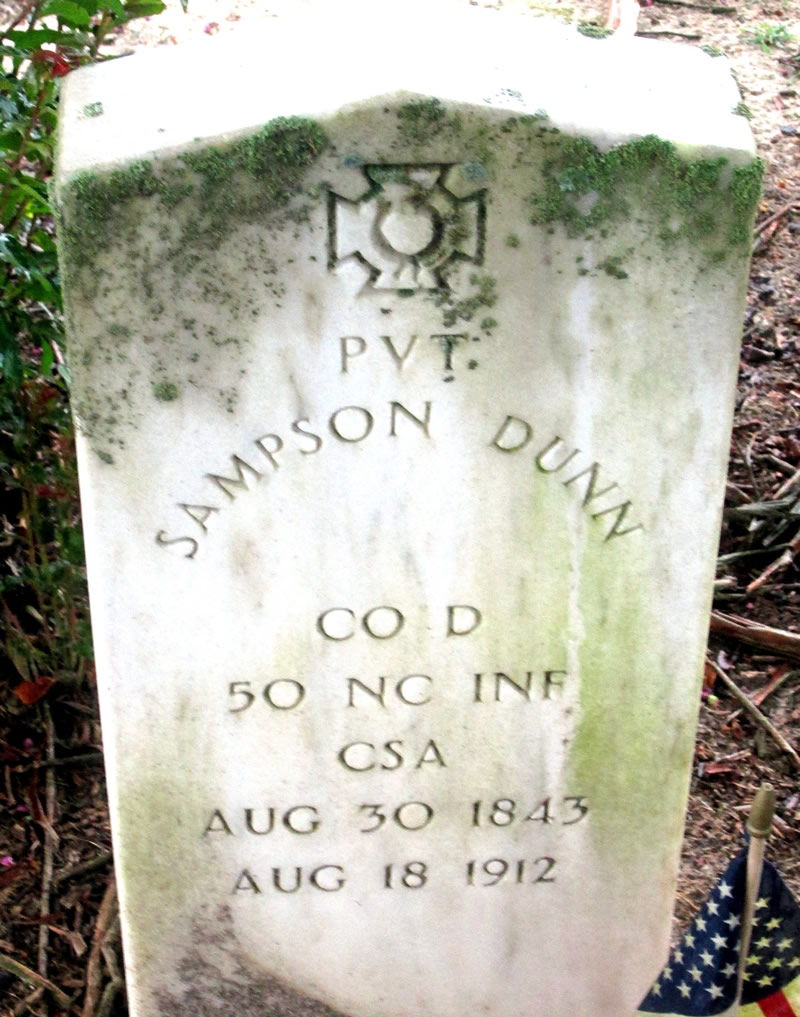 PVT
SAMPSON DUNN
CO D
50 NC INF
CSA
AUG 30 1843
AUG 18 1912